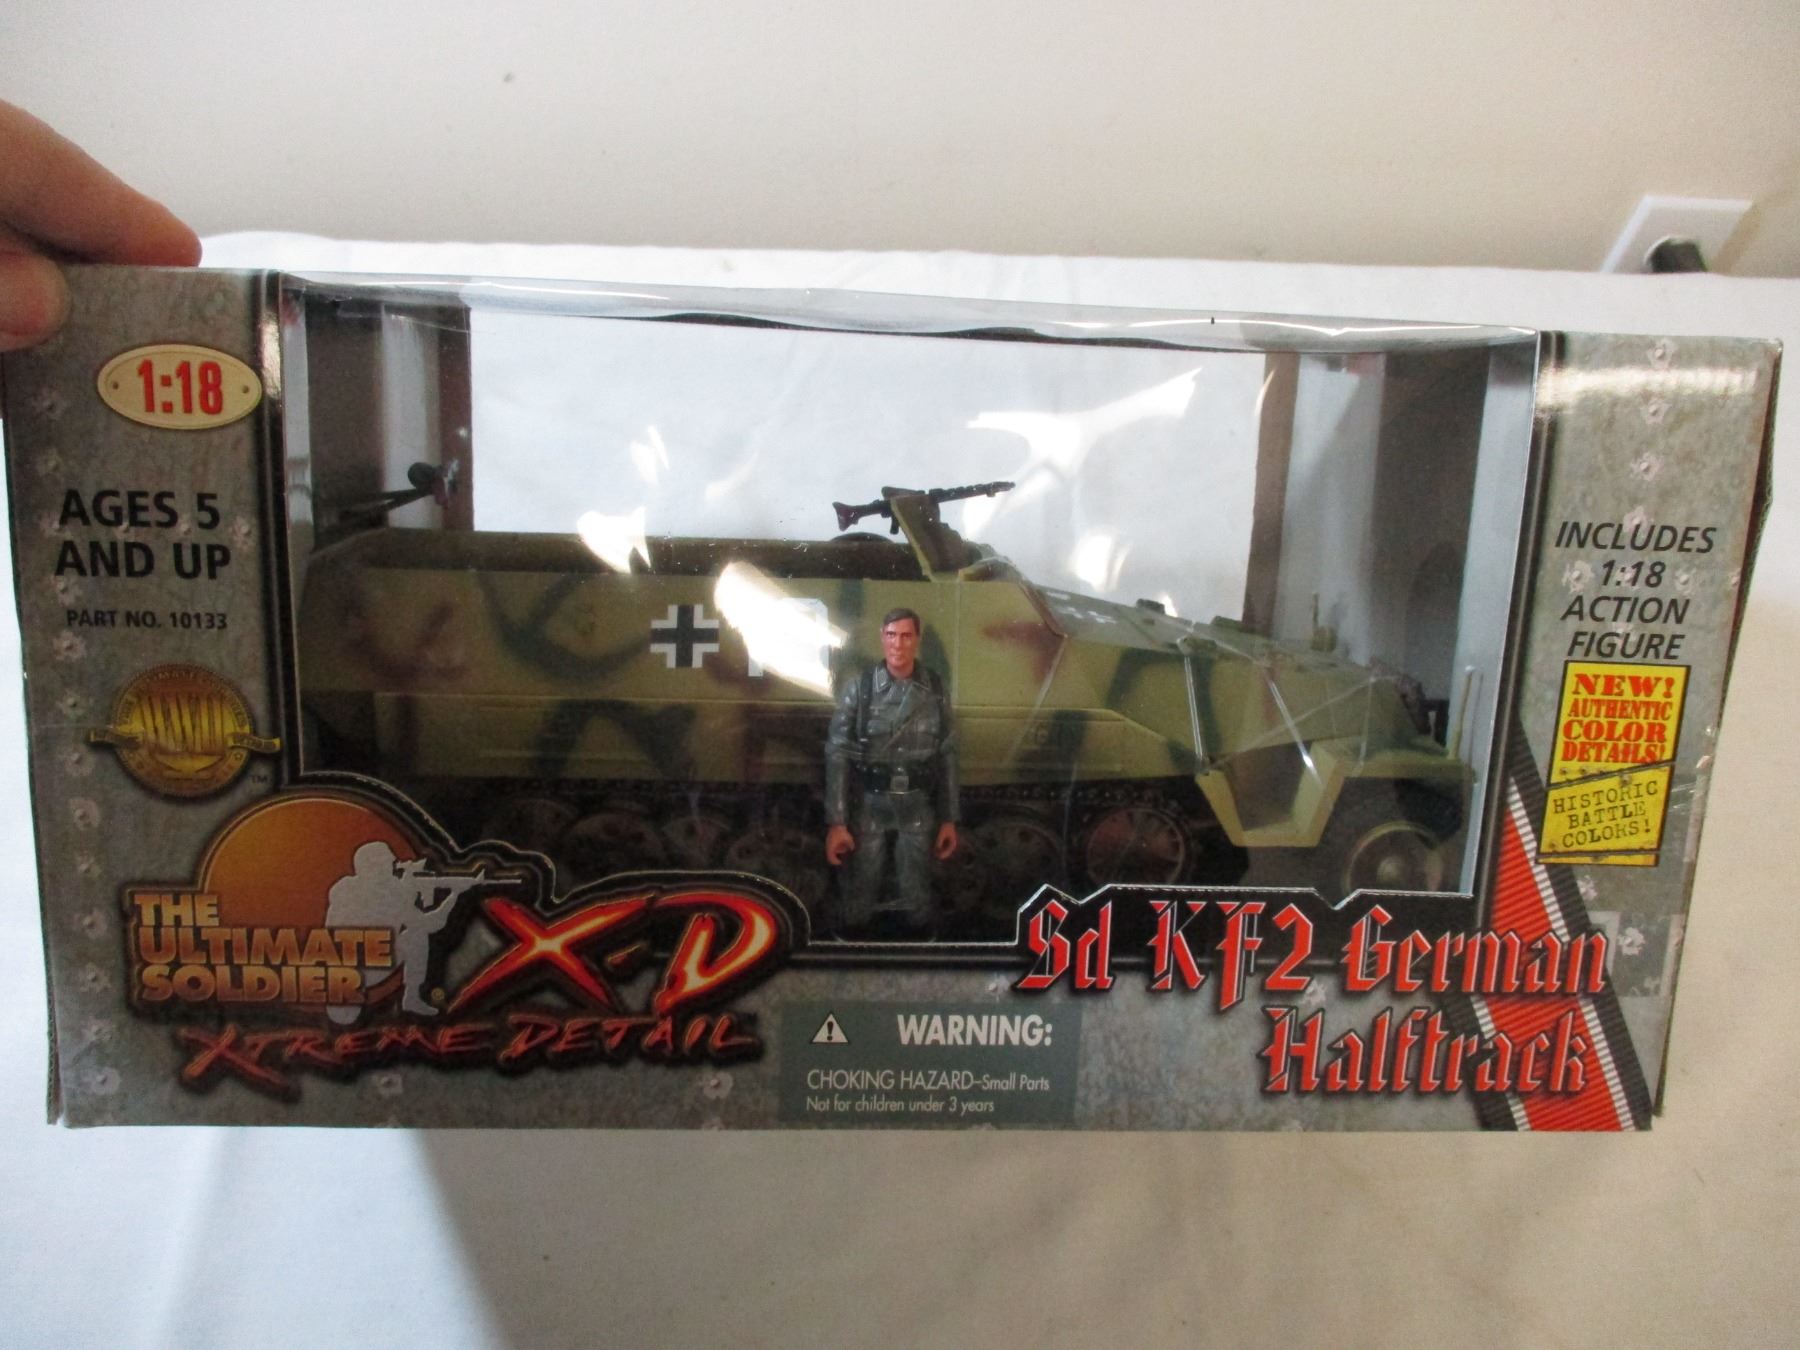 1:18
AGES 5
AND UP
PART NO. 10133
TM
THE
ULTIMATE
SOLDIER
®
X-D
XTREME DETAIL
WARNING:
CHOKING HAZARD–Small Parts
Not for children under 3 years
Sd KF2 German
Halftrack
INCLUDES
1:18
ACTION
FIGURE
NEW!
AUTHENTIC
COLOR
DETAILS!
HISTORIC
BATTLE
COLORS!